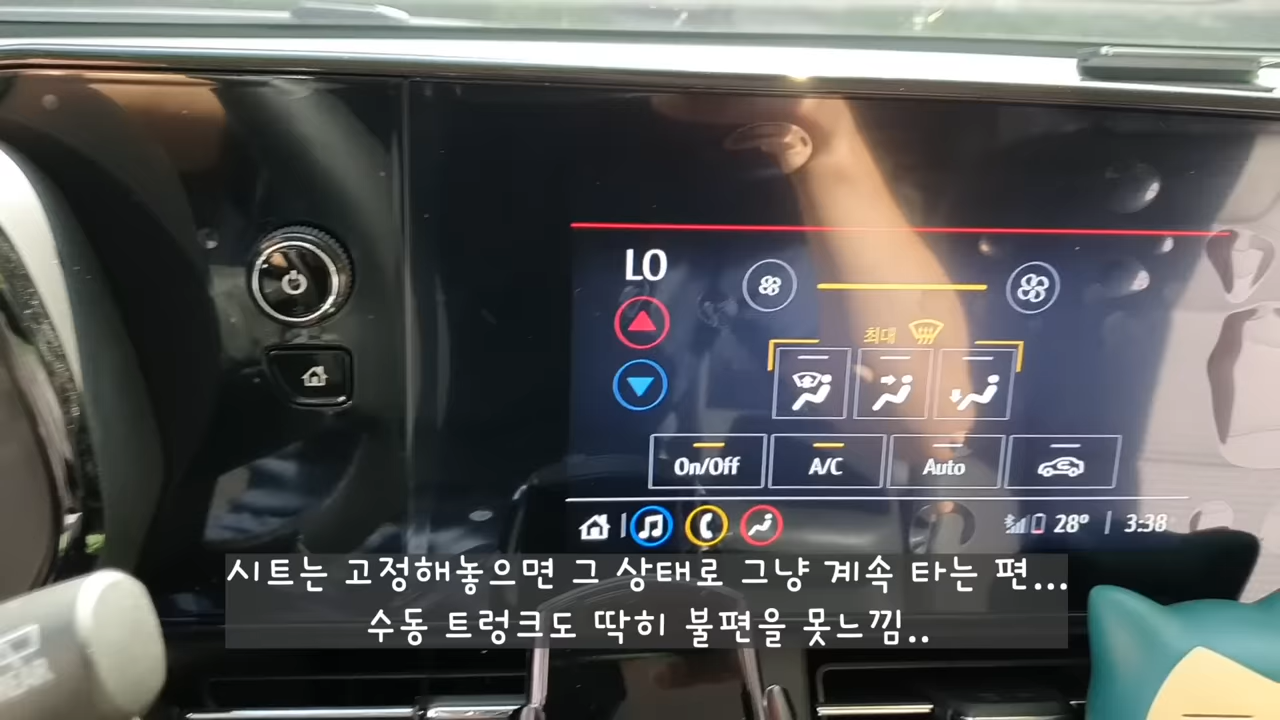 LO
최대
On/Off
A/C
Auto
28° | 3:38
시트는 고정해놓으면 그 상태로 그냥 계속 타는 편...
수동 트렁크도 딱히 불편을 못느낌..